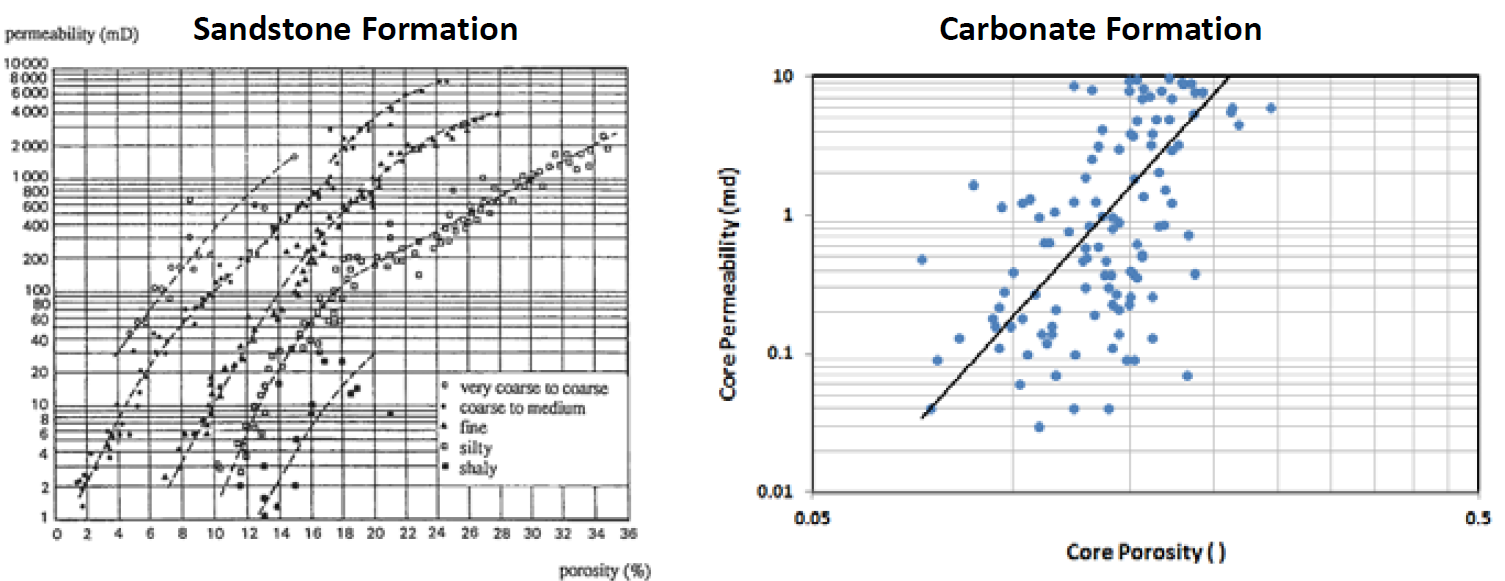 Sandstone Formation
permeability (mD)
10000
8000
6000
4000
2000
1000
800
600
400
200
100
80
60
40
20
10
8
6
4
2
1
0 2 4 6 8 10 12 14 16 18 20 22 24 26 28 30 32 34 36
porosity (%)
very coarse to coarse
coarse to medium
fine
silty
shaly
Carbonate Formation
Core Permeability (md)
10
1
0.1
0.01
0.05 0.5
Core Porosity ( )